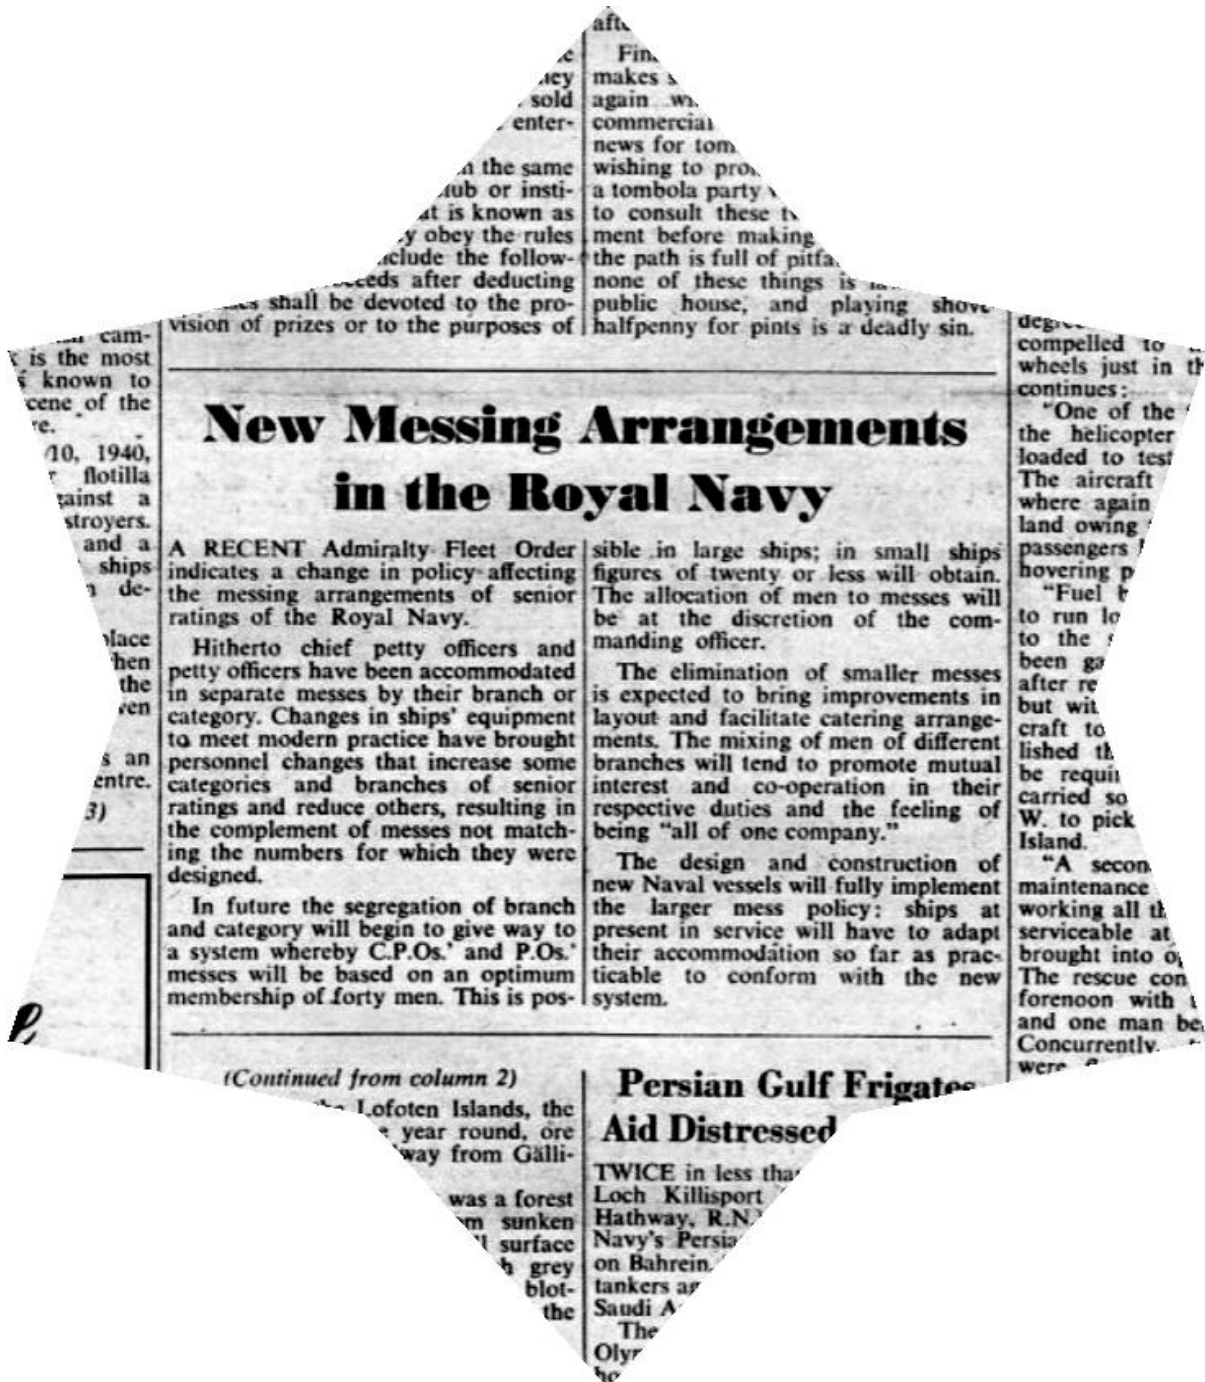 sold
enter-
the same
or insti-
is known as
obey the rules
the follow-
after deducting
shall be devoted to the pro-
vision of prizes or to the purposes of
makes
again
commercial
news for
wishing to
a tombola party
to consult these
ment before making
the path is full of
none of these things is
public house, and playing shove
halfpenny for pints is a deadly sin.
is the most
known to
of the
10, 1940,
flotilla
a
and a
ships
de-
the
an
3)
New Messing Arrangements
in the Royal Navy
A RECENT Admiralty Fleet Order
indicates a change in policy affecting
the messing arrangements of senior
ratings of the Royal Navy.
Hitherto chief petty officers and
petty officers have been accommodated
in separate messes by their branch or
category. Changes in ships' equipment
to meet modern practice have brought
personnel changes that increase some
categories and branches of senior
ratings and reduce others, resulting in
the complement of messes not match-
ing the numbers for which they were
designed.
In future the segregation of branch
and category will begin to give way to
a system whereby C.P.Os.' and P.Os.'
messes will be based on an optimum
membership of forty men. This is pos-
sible in large ships; in small ships
figures of twenty or less will obtain.
The allocation of men to messes will
be at the discretion of the com-
manding officer.
The elimination of smaller messes
is expected to bring improvements in
layout and facilitate catering arrange-
ments. The mixing of men of different
branches will tend to promote mutual
interest and co-operation in their
respective duties and the feeling of
being "all of one company."
The design and construction of
new Naval vessels will fully implement
the larger mess policy: ships at
present in service will have to adapt
their accommodation so far as prac-
ticable to conform with the new
system.
compelled to
wheels just in
continues:
"One of the
the helicopter
loaded to test
The aircraft
where again
land owing
passengers
hovering
"Fuel
to run
to the
been
after
but
craft to
lished
be
carried
W. to pick
Island.
"A
maintenance
working all
serviceable at
brought into
The rescue
forenoon with
and one man
Concurrently,
were
(Continued from column 2)
Lofoten Islands, the
year round, ore
from Gälli-
was a forest
sunken
surface
grey
blot-
the
Persian Gulf Frigates
Aid Distressed
TWICE in less than
Loch Killisport
Hathway, R.N.
Navy's
on Bahrein.
tankers
Saudi
The